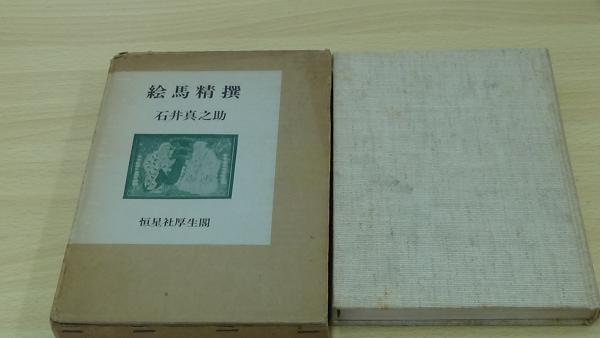 絵馬精撰
石井真之助
恒星社厚生閣